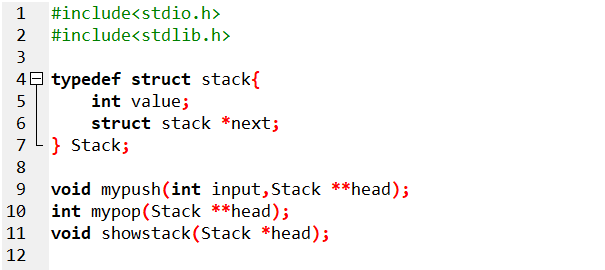 1 #include<stdio.h>
2 #include<stdlib.h>
3
4 typedef struct stack{
5 int value;
6 struct stack *next;
7 } Stack;
8
9 void mypush(int input,Stack **head);
10 int mypop(Stack **head);
11 void showstack(Stack *head);
12